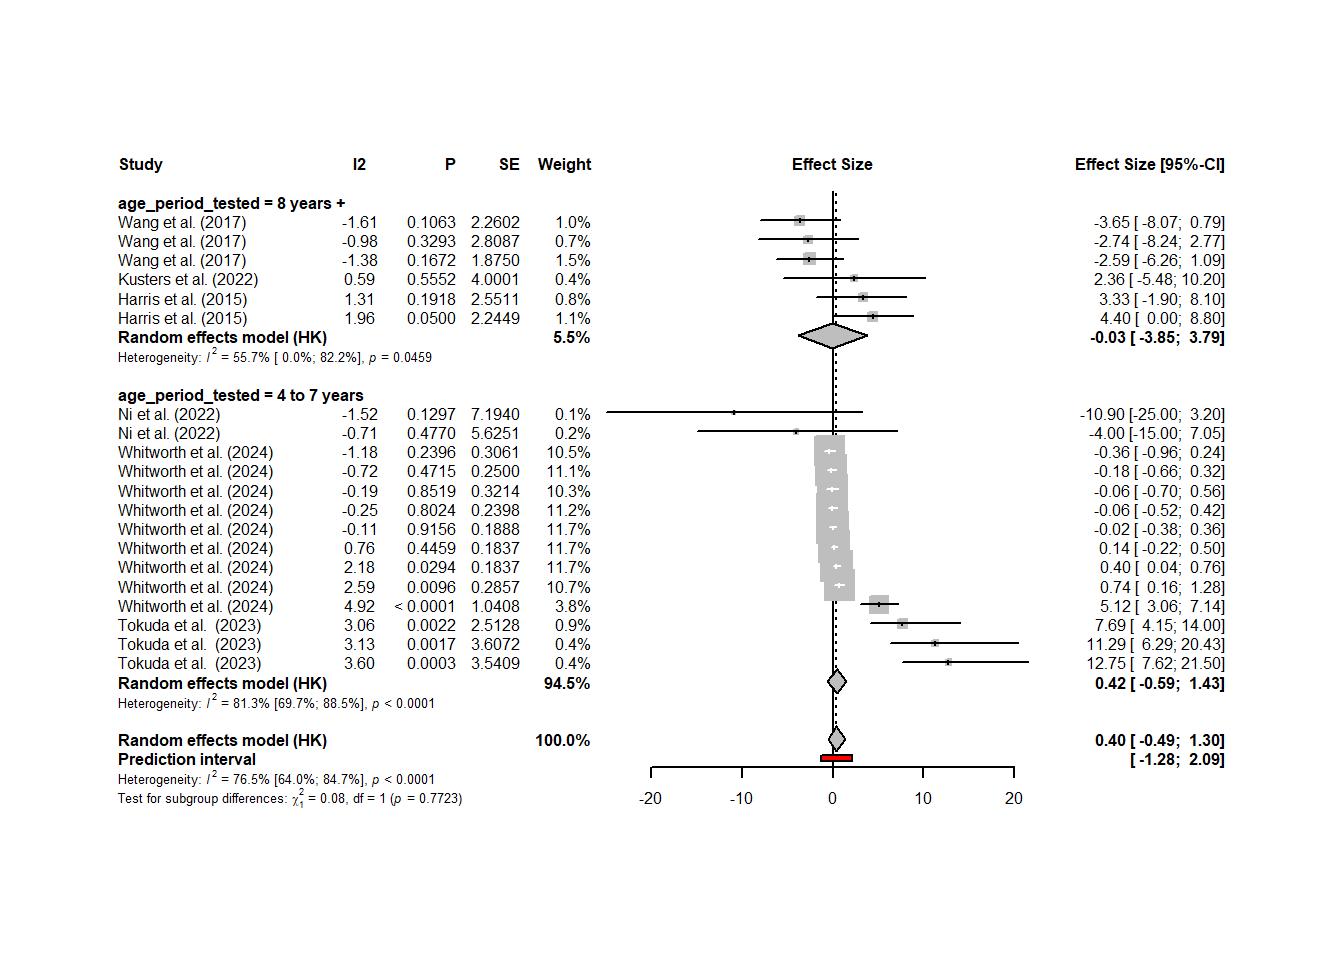 Study I2 P SE Weight Effect Size Effect Size [95%-CI]
age_period_tested = 8 years +
Wang et al. (2017) -1.61 0.1063 2.2602 1.0% -3.65 [ -8.07; 0.79]
Wang et al. (2017) -0.98 0.3293 2.8087 0.7% -2.74 [ -8.24; 2.77]
Wang et al. (2017) -1.38 0.1672 1.8750 1.5% -2.59 [ -6.26; 1.09]
Kusters et al. (2022) 0.59 0.5552 4.0001 0.4% 2.36 [ -5.48; 10.20]
Harris et al. (2015) 1.31 0.1918 2.5511 0.8% 3.33 [ -1.90; 8.10]
Harris et al. (2015) 1.96 0.0500 2.2449 1.1% 4.40 [ 0.00; 8.80]
Random effects model (HK) 5.5% -0.03 [ -3.85; 3.79]
Heterogeneity: I² = 55.7% [ 0.0%; 82.2%], p = 0.0459
age_period_tested = 4 to 7 years
Ni et al. (2022) -1.52 0.1297 7.1940 0.1% -10.90 [-25.00; 3.20]
Ni et al. (2022) -0.71 0.4770 5.6251 0.2% -4.00 [-15.00; 7.05]
Whitworth et al. (2024) -1.18 0.2396 0.3061 10.5% -0.36 [ -0.96; 0.24]
Whitworth et al. (2024) -0.72 0.4715 0.2500 11.1% -0.18 [ -0.66; 0.32]
Whitworth et al. (2024) -0.19 0.8519 0.3214 10.3% -0.06 [ -0.70; 0.56]
Whitworth et al. (2024) -0.25 0.8024 0.2398 11.2% -0.06 [ -0.52; 0.42]
Whitworth et al. (2024) -0.11 0.9156 0.1888 11.7% -0.02 [ -0.38; 0.36]
Whitworth et al. (2024) 0.76 0.4459 0.1837 11.7% 0.14 [ -0.22; 0.50]
Whitworth et al. (2024) 2.18 0.0294 0.1837 11.7% 0.40 [ 0.04; 0.76]
Whitworth et al. (2024) 2.59 0.0096 0.2857 10.7% 0.74 [ 0.16; 1.28]
Whitworth et al. (2024) 4.92 < 0.0001 1.0408 3.8% 5.12 [ 3.06; 7.14]
Tokuda et al. (2023) 3.06 0.0022 2.5128 0.9% 7.69 [ 4.15; 14.00]
Tokuda et al. (2023) 3.13 0.0017 3.6072 0.4% 11.29 [ 6.29; 20.43]
Tokuda et al. (2023) 3.60 0.0003 3.5409 0.4% 12.75 [ 7.62; 21.50]
Random effects model (HK) 94.5% 0.42 [ -0.59; 1.43]
Heterogeneity: I² = 81.3% [69.7%; 88.5%], p < 0.0001
Random effects model (HK) 100.0% 0.40 [ -0.49; 1.30]
Prediction interval [ -1.28; 2.09]
Heterogeneity: I² = 76.5% [64.0%; 84.7%], p < 0.0001
Test for subgroup differences: χ²₁ = 0.08, df = 1 (p = 0.7723)
-20 -10 0 10 20